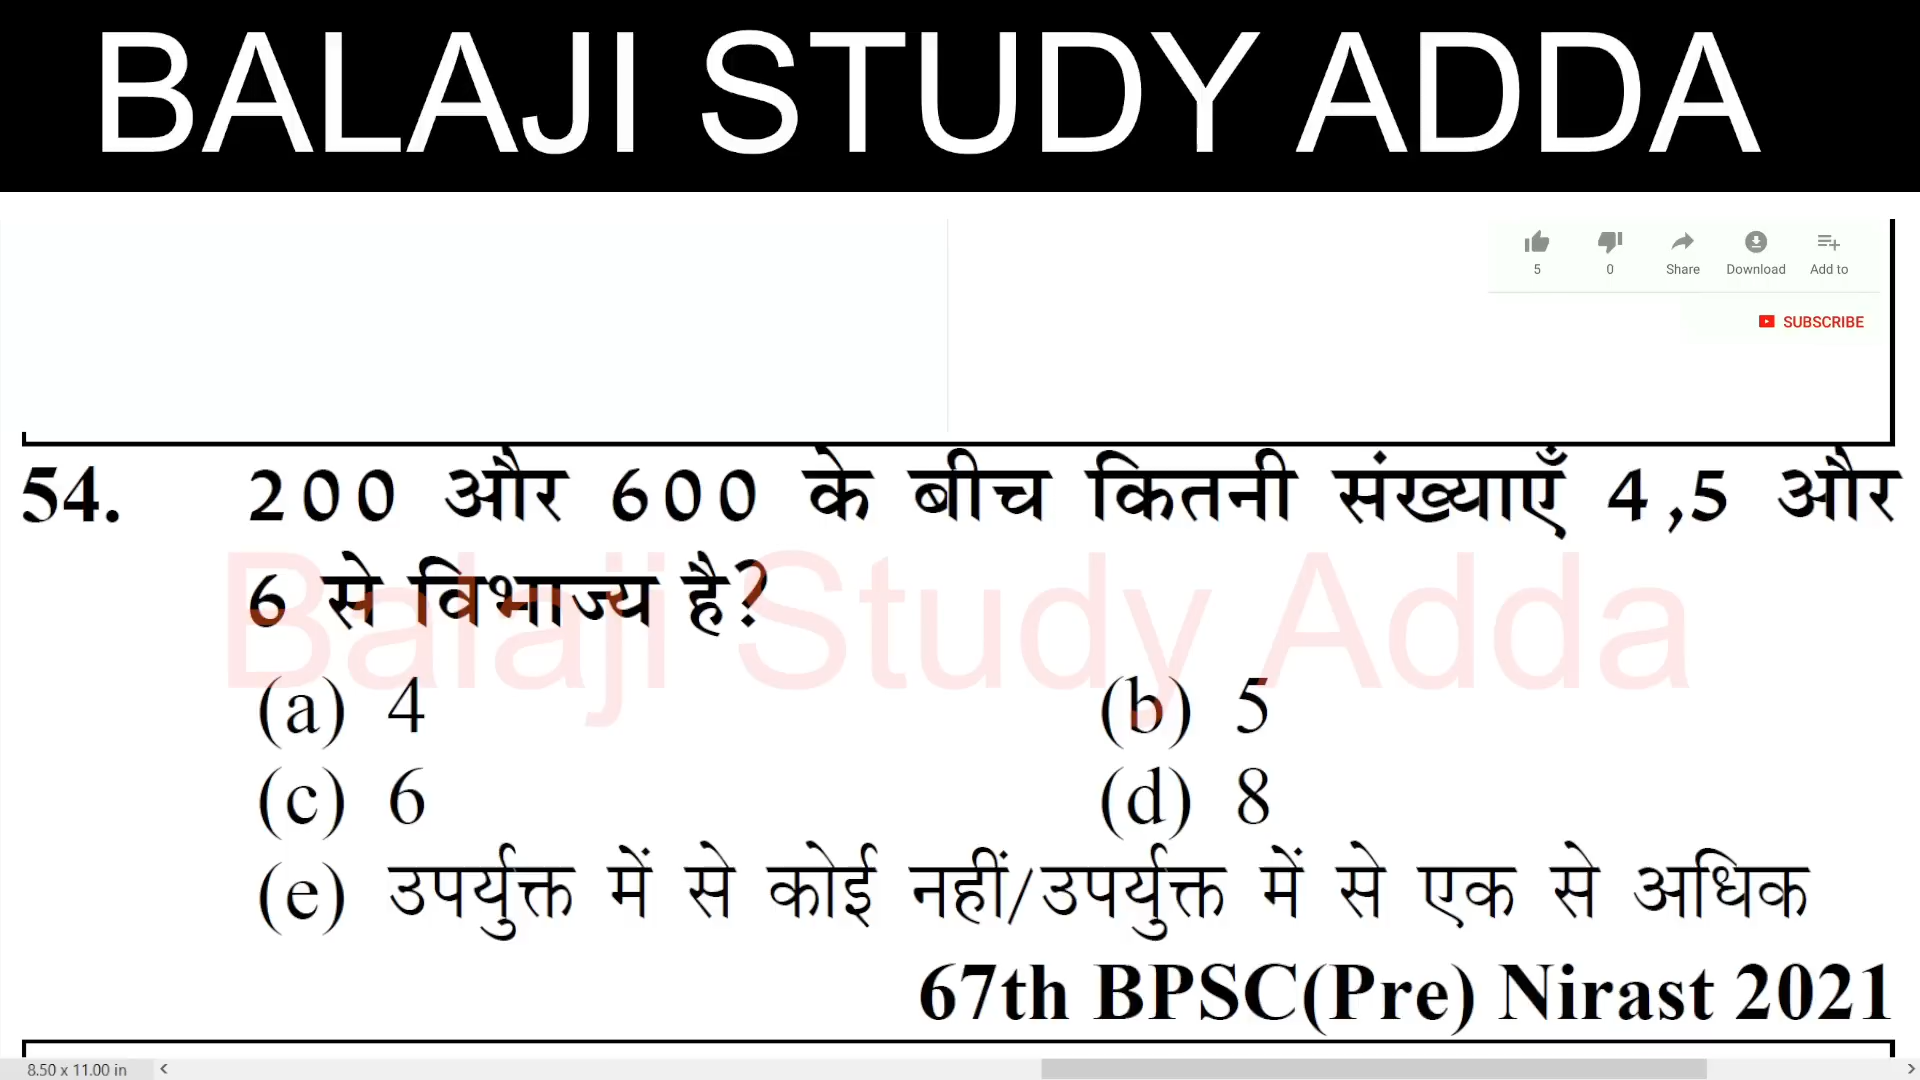 BALAJI STUDY ADDA
5 0 Share Download Add to
SUBSCRIBE
54. 200 और 600 के बीच कितनी संख्याएँ 4,5 और
6 से विभाज्य है?
Balaji Study Adda
(a) 4 (b) 5
(c) 6 (d) 8
(e) उपर्युक्त में से कोई नहीं/उपर्युक्त में से एक से अधिक
67th BPSC(Pre) Nirast 2021
8.50 x 11.00 in